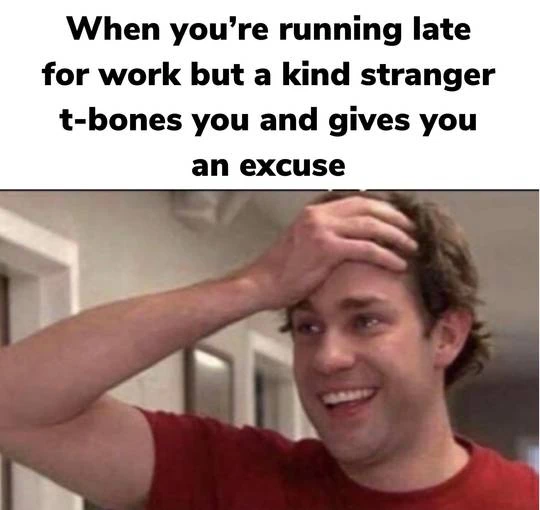 When you’re running late
for work but a kind stranger
t-bones you and gives you
an excuse